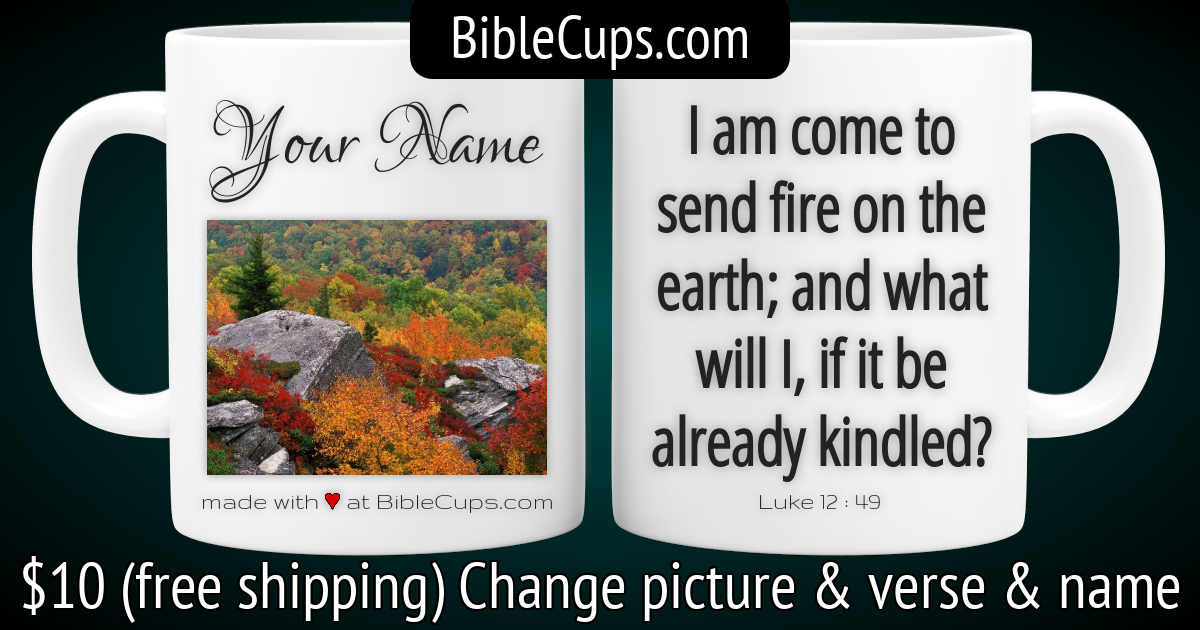 BibleCups.com
Your Name
made with ♥ at BibleCups.com
I am come to
send fire on the
earth; and what
will I, if it be
already kindled?
Luke 12 : 49
$10 (free shipping) Change picture & verse & name